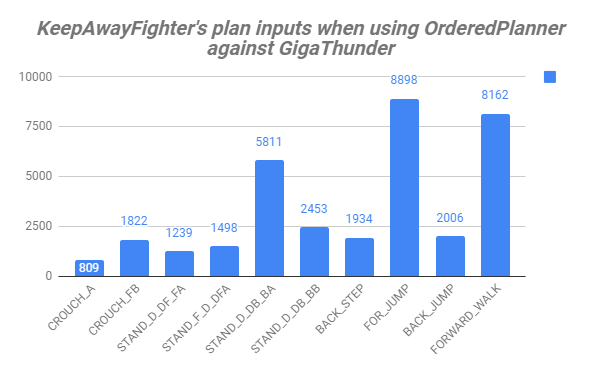 KeepAwayFighter's plan inputs when using OrderedPlanner
against GigaThunder
10000
7500
5000
2500
0
809
1822
1239
1498
5811
2453
1934
8898
2006
8162
CROUCH_A
CROUCH_FB
STAND_D_DF_FA
STAND_F_D_DFA
STAND_D_DB_BA
STAND_D_DB_BB
BACK_STEP
FOR_JUMP
BACK_JUMP
FORWARD_WALK